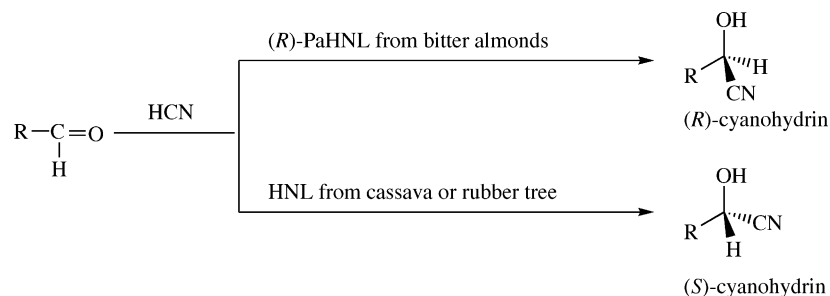 (R)-PaHNL from bitter almonds
OH
R
H
CN
(R)-cyanohydrin
HCN
R—C=O
H
HNL from cassava or rubber tree
OH
R
CN
H
(S)-cyanohydrin